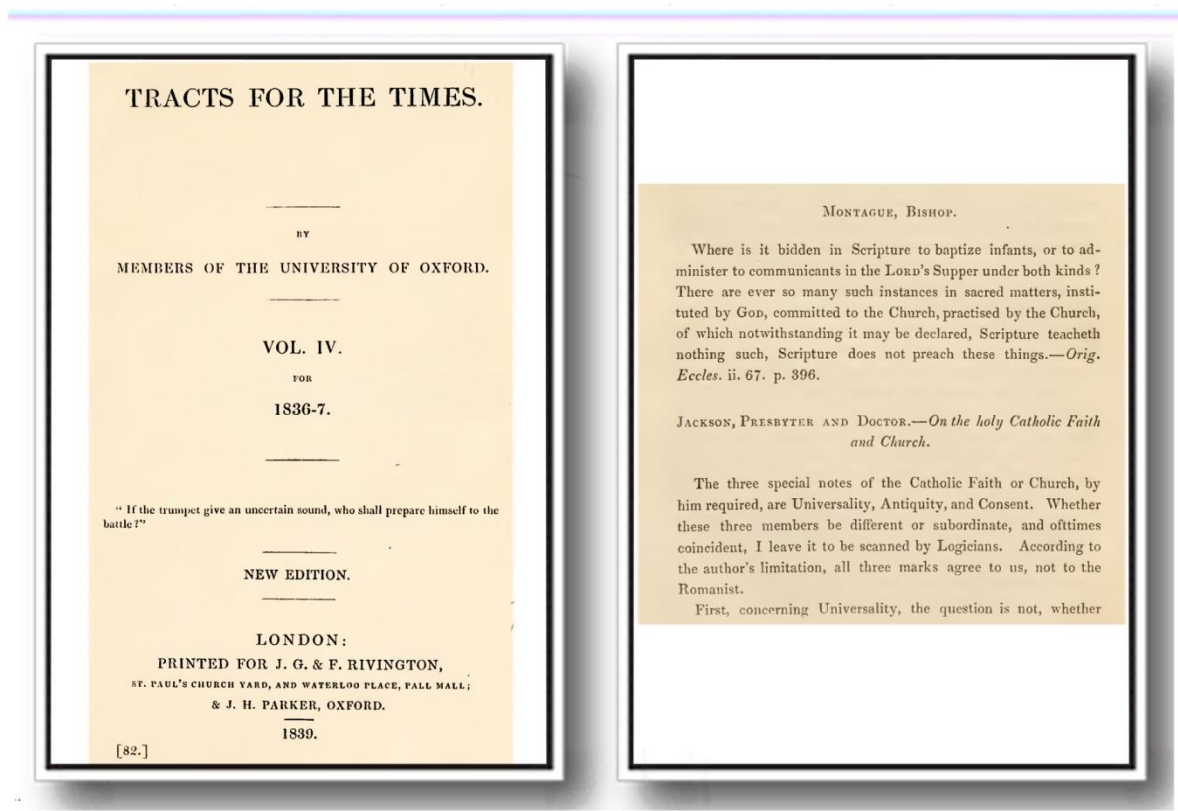 TRACTS FOR THE TIMES.
BY
MEMBERS OF THE UNIVERSITY OF OXFORD.
VOL. IV.
FOR
1836-7.
“ If the trumpet give an uncertain sound, who shall prepare himself to the
battle ?”
NEW EDITION.
LONDON:
PRINTED FOR J. G. & F. RIVINGTON,
ST. PAUL'S CHURCH YARD, AND WATERLOO PLACE, PALL MALL;
& J. H. PARKER, OXFORD.
1839.
[82.]
MONTAGUE, BISHOP.
Where is it bidden in Scripture to baptize infants, or to ad-
minister to communicants in the LORD's Supper under both kinds ?
There are ever so many such instances in sacred matters, insti-
tuted by GOD, committed to the Church, practised by the Church,
of which notwithstanding it may be declared, Scripture teacheth
nothing such, Scripture does not preach these things.—Orig.
Eccles. ii. 67. p. 396.
JACKSON, PRESBYTER AND DOCTOR.—On the holy Catholic Faith
and Church.
The three special notes of the Catholic Faith or Church, by
him required, are Universality, Antiquity, and Consent. Whether
these three members be different or subordinate, and ofttimes
coincident, I leave it to be scanned by Logicians. According to
the author's limitation, all three marks agree to us, not to the
Romanist.
First, concerning Universality, the question is not, whether